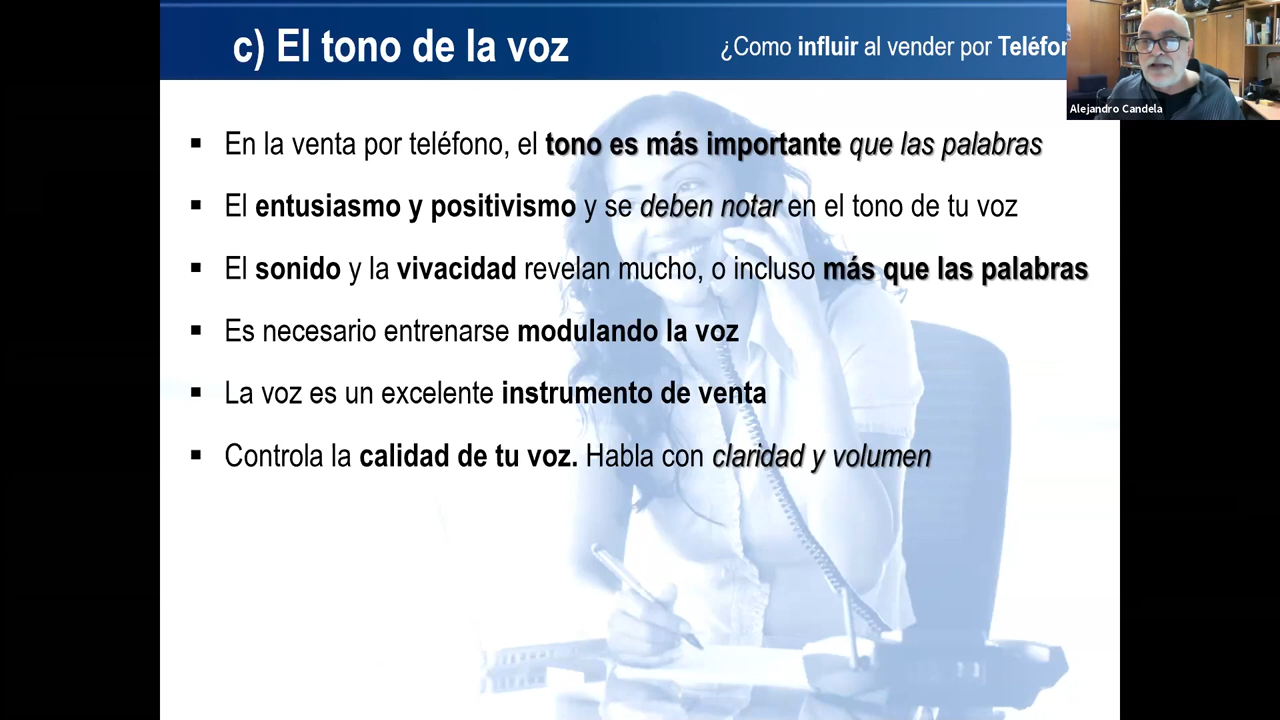 c) El tono de la voz
¿Como influir al vender por
Alejandro Candela
▪ En la venta por teléfono, el tono es más importante que las palabras
▪ El entusiasmo y positivismo y se deben notar en el tono de tu voz
▪ El sonido y la vivacidad revelan mucho, o incluso más que las palabras
▪ Es necesario entrenarse modulando la voz
▪ La voz es un excelente instrumento de venta
▪ Controla la calidad de tu voz. Habla con claridad y volumen